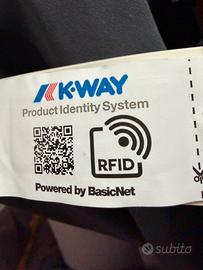 K-WAY
Product Identity System
RFID
Powered by BasicNet
subito